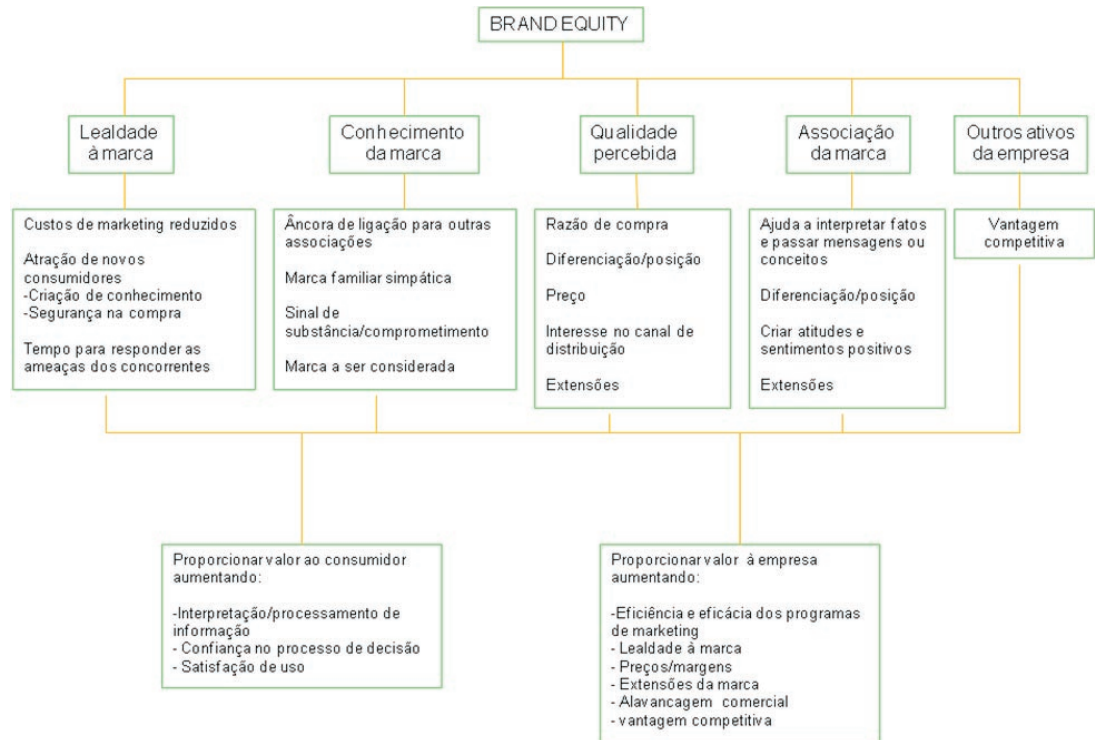 BRAND EQUITY
Lealdade
à marca
Conhecimento
da marca
Qualidade
percebida
Associação
da marca
Outros ativos
da empresa
Custos de marketing reduzidos
Atração de novos
consumidores
-Criação de conhecimento
-Segurança na compra
Tempo para responder as
ameaças dos concorrentes
Âncora de ligação para outras
associações
Marca familiar simpática
Sinal de
substância/comprometimento
Marca a ser considerada
Razão de compra
Diferenciação/posição
Preço
Interesse no canal de
distribuição
Extensões
Ajuda a interpretar fatos
e passar mensagens ou
conceitos
Diferenciação/posição
Criar atitudes e
sentimentos positivos
Extensões
Vantagem
competitiva
Proporcionar valor ao consumidor
aumentando:
-Interpretação/processamento de
informação
- Confiança no processo de decisão
- Satisfação de uso
Proporcionar valor à empresa
aumentando:
-Eficiência e eficácia dos programas
de marketing
- Lealdade à marca
- Preços/margens
- Extensões da marca
- Alavancagem comercial
- vantagem competitiva